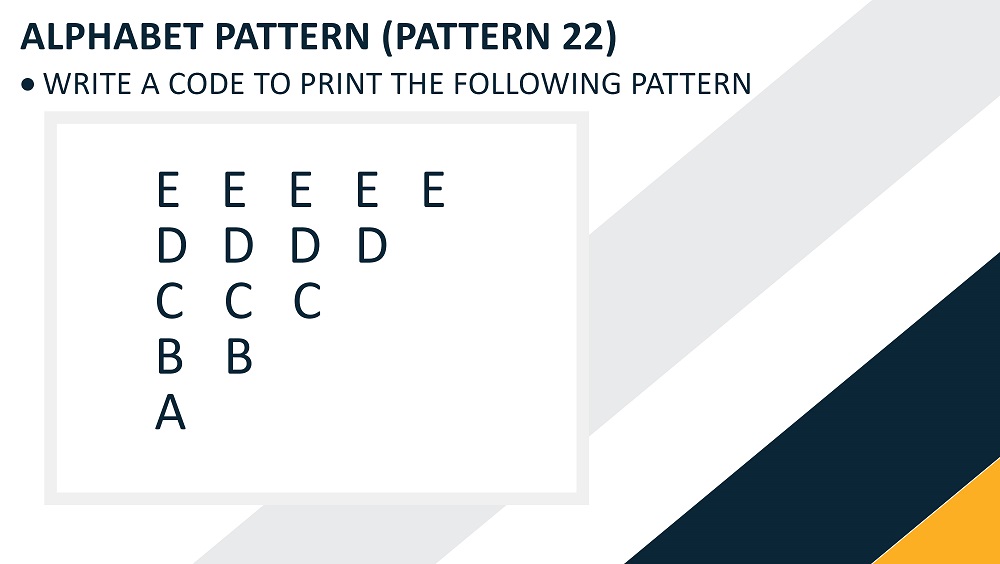 ALPHABET PATTERN (PATTERN 22)
• WRITE A CODE TO PRINT THE FOLLOWING PATTERN
E E E E E
D D D D
C C C
B B
A